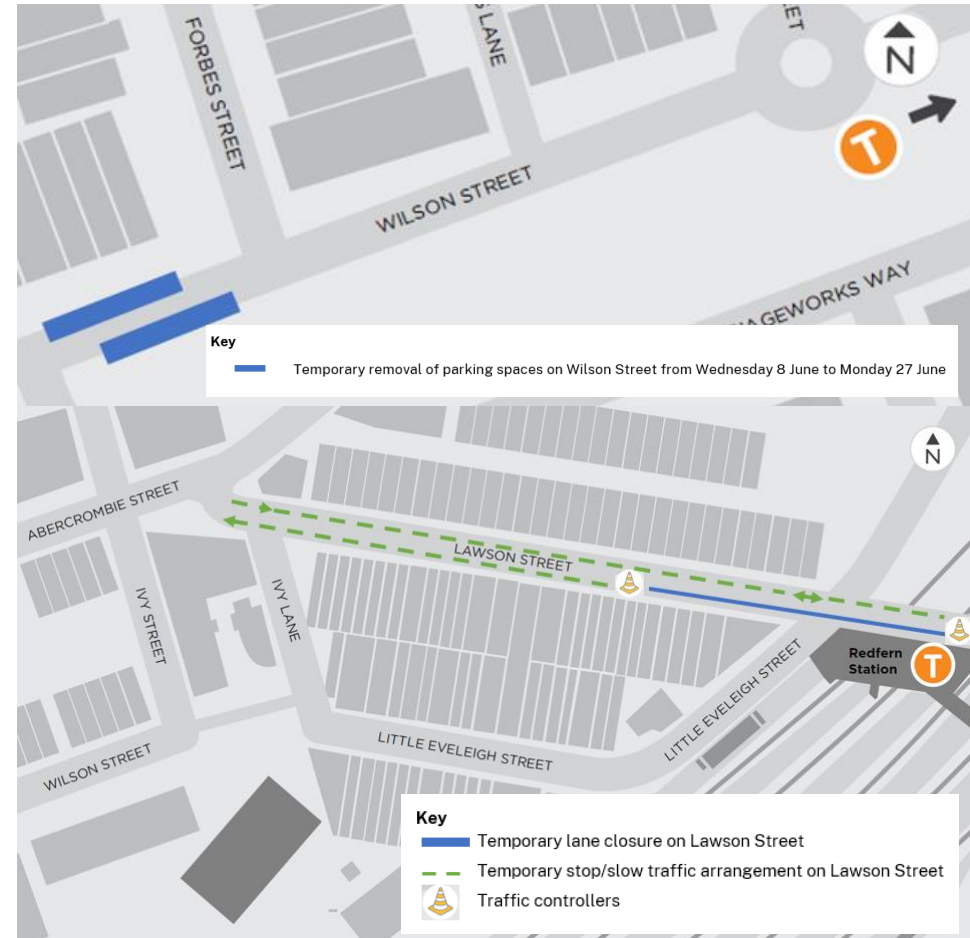 FORBES STREET
LANE
N
T
WILSON STREET
WAY
Key
Temporary removal of parking spaces on Wilson Street from Wednesday 8 June to Monday 27 June
N
ABERCROMBIE STREET
LAWSON STREET
IVY STREET
IVY LANE
Redfern
Station
T
LITTLE EVELEIGH STREET
LITTLE EVELEIGH STREET
WILSON STREET
Key
Temporary lane closure on Lawson Street
Temporary stop/slow traffic arrangement on Lawson Street
Traffic controllers